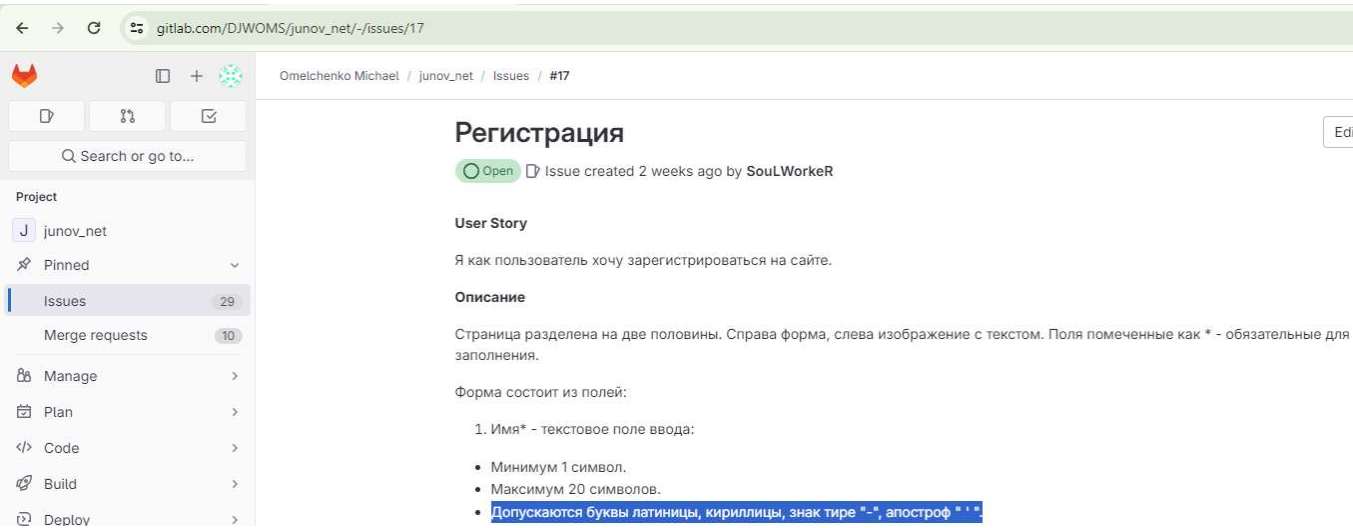 gitlab.com/DJWOMS/junov_net/-/issues/17
Omelchenko Michael / junov_net / Issues / #17
Search or go to...
Project
J junov_net
Pinned
Issues 29
Merge requests 10
Manage
Plan
Code
Build
Deploy
Регистрация
Edi
Open Issue created 2 weeks ago by SouLWorkeR
User Story
Я как пользователь хочу зарегистрироваться на сайте.
Описание
Страница разделена на две половины. Справа форма, слева изображение с текстом. Поля помеченные как * - обязательные для
заполнения.
Форма состоит из полей:
1. Имя* - текстовое поле ввода:
• Минимум 1 символ.
• Максимум 20 символов.
• Допускаются буквы латиницы, кириллицы, знак тире "-", апостроф " ' ".